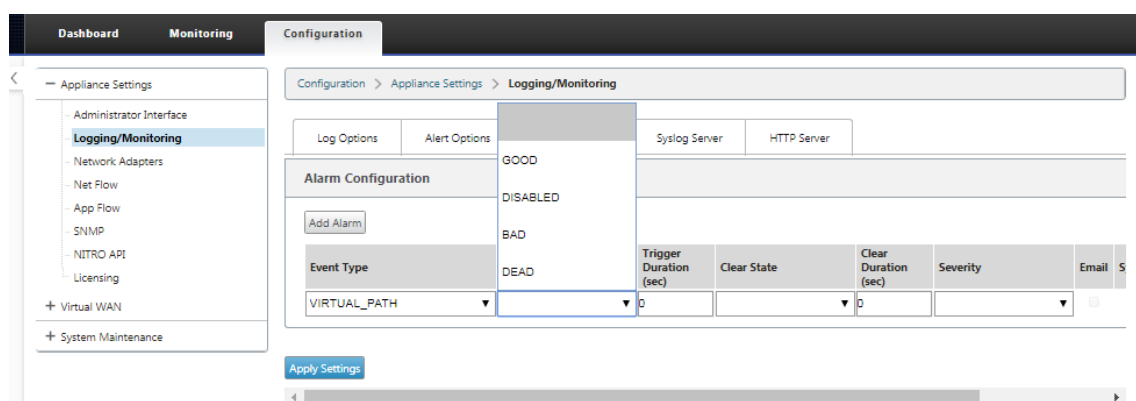 Dashboard Monitoring Configuration
Appliance Settings
Administrator Interface
Logging/Monitoring
Network Adapters
Net Flow
App Flow
SNMP
NITRO API
Licensing
Virtual WAN
System Maintenance
Configuration > Appliance Settings > Logging/Monitoring
Log Options Alert Options Syslog Server HTTP Server
Alarm Configuration
Add Alarm
GOOD
DISABLED
BAD
DEAD
Event Type Trigger Duration (sec) Clear State Clear Duration (sec) Severity Email S
VIRTUAL_PATH 0 0
Apply Settings